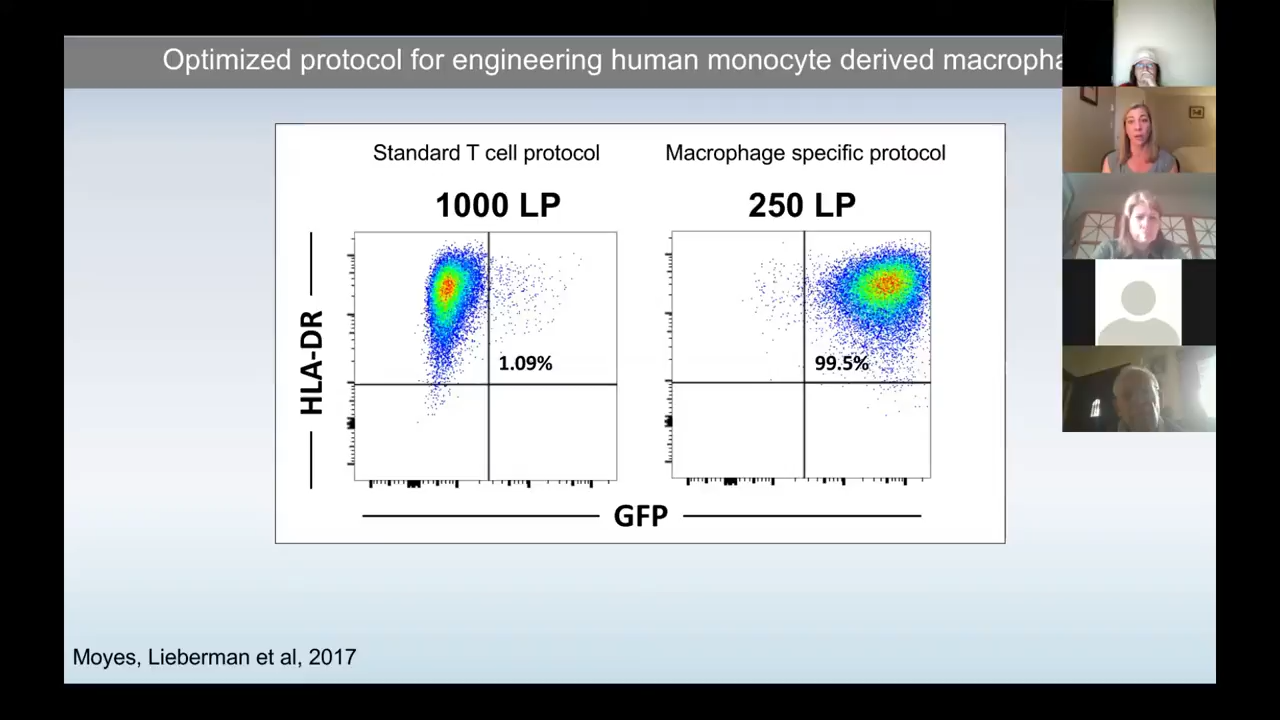 Optimized protocol for engineering human monocyte derived macropha
Standard T cell protocol
Macrophage specific protocol
1000 LP
250 LP
HLA-DR
1.09%
99.5%
GFP
Moyes, Lieberman et al, 2017